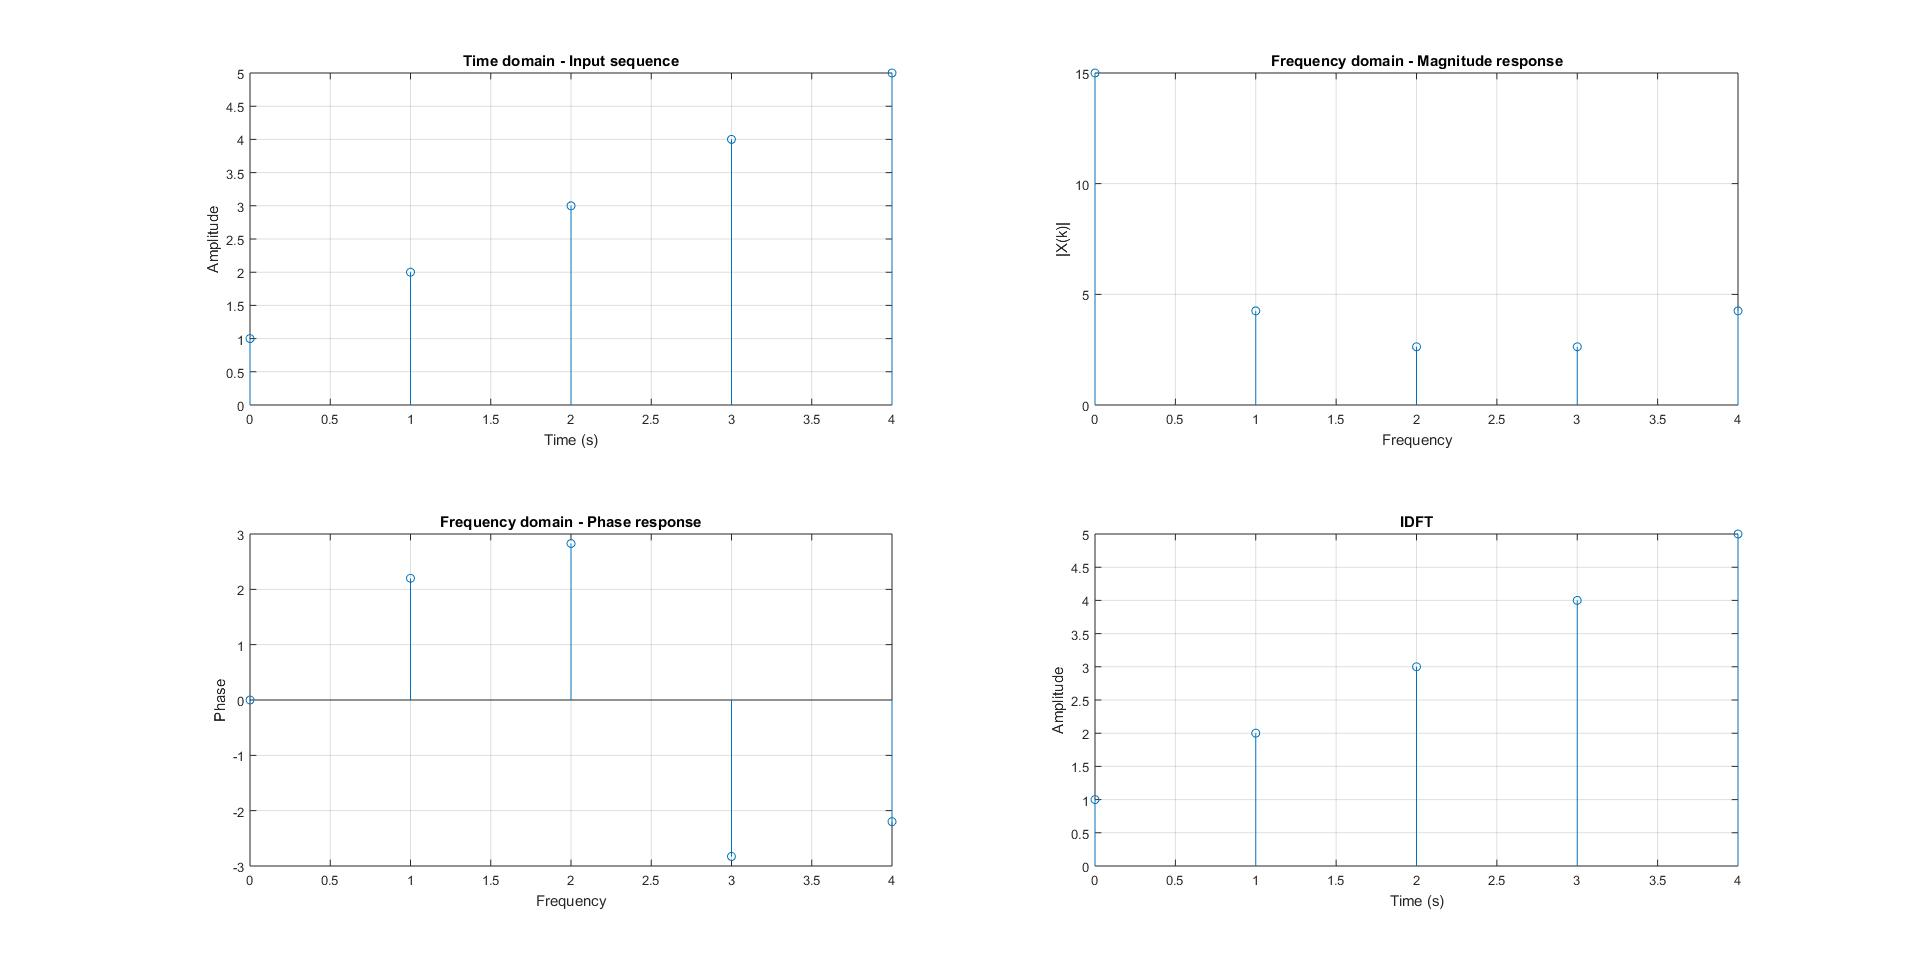 Time domain - Input sequence
5
4.5
4
3.5
3
2.5
2
1.5
1
0.5
0
Amplitude
0 0.5 1 1.5 2 2.5 3 3.5 4
Time (s)
Frequency domain - Magnitude response
15
10
5
0
|X(k)|
0 0.5 1 1.5 2 2.5 3 3.5 4
Frequency
Frequency domain - Phase response
3
2
1
0
-1
-2
-3
Phase
0 0.5 1 1.5 2 2.5 3 3.5 4
Frequency
IDFT
5
4.5
4
3.5
3
2.5
2
1.5
1
0.5
0
Amplitude
0 0.5 1 1.5 2 2.5 3 3.5 4
Time (s)